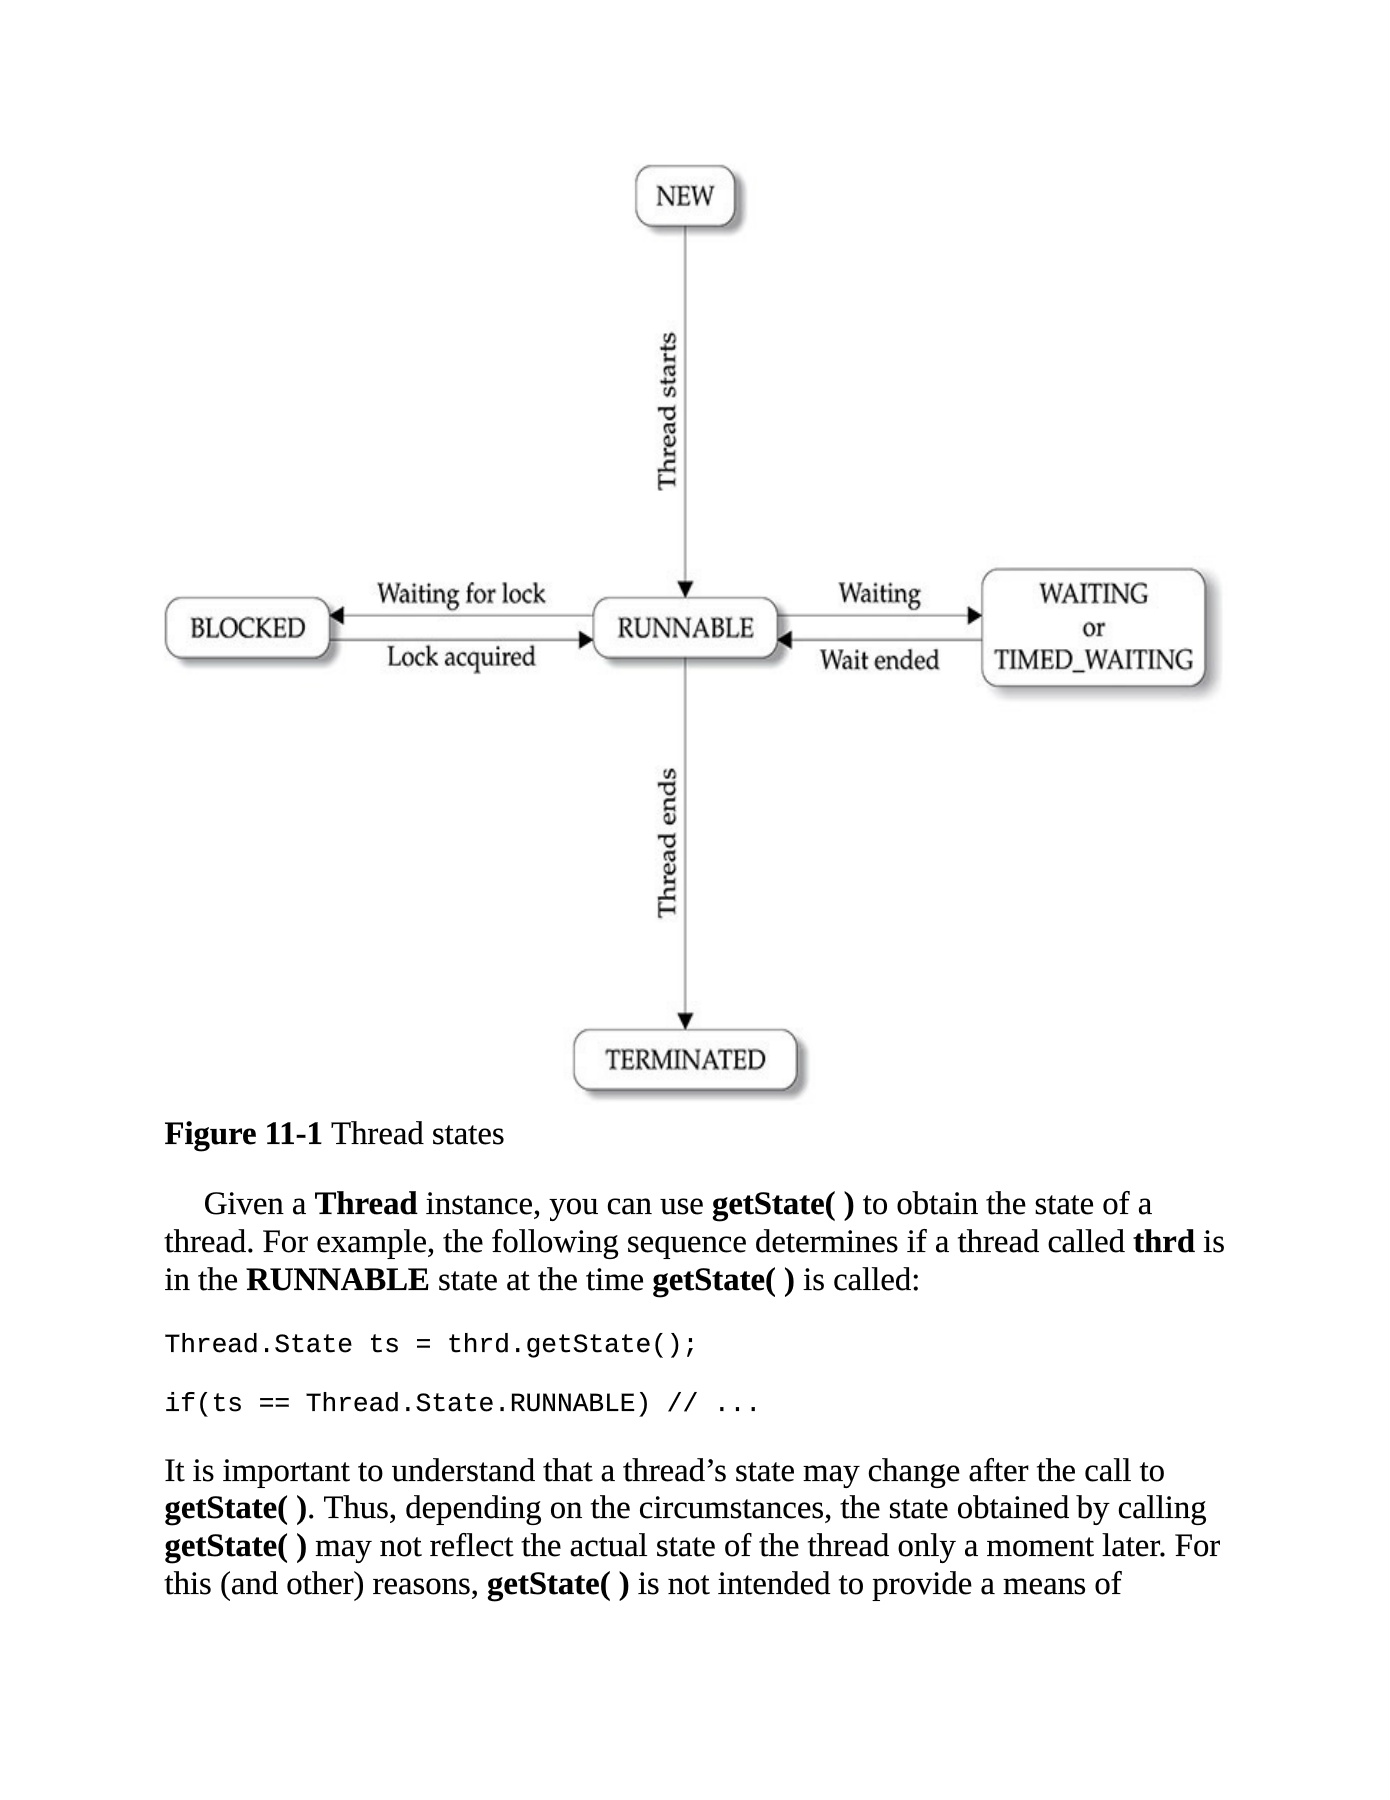 NEW
Thread starts
Waiting for lock
Waiting
WAITING
BLOCKED
RUNNABLE
or
Lock acquired
Wait ended
TIMED_WAITING
Thread ends
TERMINATED
Figure 11-1 Thread states
Given a Thread instance, you can use getState( ) to obtain the state of a
thread. For example, the following sequence determines if a thread called thrd is
in the RUNNABLE state at the time getState( ) is called:
Thread.State ts = thrd.getState();
if(ts == Thread.State.RUNNABLE) // ...
It is important to understand that a thread’s state may change after the call to
getState( ). Thus, depending on the circumstances, the state obtained by calling
getState( ) may not reflect the actual state of the thread only a moment later. For
this (and other) reasons, getState( ) is not intended to provide a means of